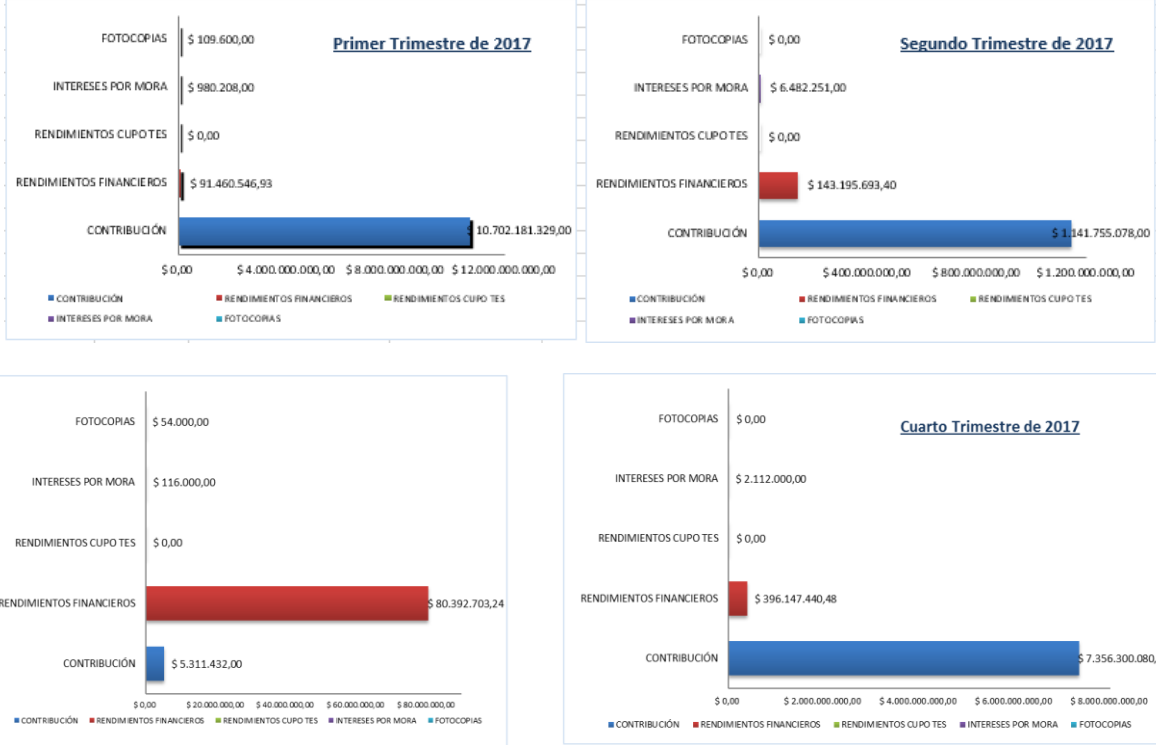 Primer Trimestre de 2017
FOTOCOPIAS $ 109.600,00
INTERESES POR MORA $ 980.208,00
RENDIMIENTOS CUPO TES $ 0,00
RENDIMIENTOS FINANCIEROS $ 91.460.546,93
CONTRIBUCIÓN $ 10.702.181.329,00
$ 0,00 $ 4.000.000.000,00 $ 8.000.000.000,00 $ 12.000.000.000,00
CONTRIBUCIÓN RENDIMIENTOS FINANCIEROS RENDIMIENTOS CUPO TES
INTERESES POR MORA FOTOCOPIAS
Segundo Trimestre de 2017
FOTOCOPIAS $ 0,00
INTERESES POR MORA $ 6.482.251,00
RENDIMIENTOS CUPO TES $ 0,00
RENDIMIENTOS FINANCIEROS $ 143.195.693,40
CONTRIBUCIÓN $ 1.141.755.078,00
$ 0,00 $ 400.000.000,00 $ 800.000.000,00 $ 1.200.000.000,00
CONTRIBUCIÓN RENDIMIENTOS FINANCIEROS RENDIMIENTOS CUPO TES
INTERESES POR MORA FOTOCOPIAS
FOTOCOPIAS $ 54.000,00
INTERESES POR MORA $ 116.000,00
RENDIMIENTOS CUPO TES $ 0,00
RENDIMIENTOS FINANCIEROS $ 80.392.703,24
CONTRIBUCIÓN $ 5.311.432,00
$ 0,00 $ 20.000.000,00 $ 40.000.000,00 $ 60.000.000,00 $ 80.000.000,00
CONTRIBUCIÓN RENDIMIENTOS FINANCIEROS RENDIMIENTOS CUPO TES INTERESES POR MORA FOTOCOPIAS
Cuarto Trimestre de 2017
FOTOCOPIAS $ 0,00
INTERESES POR MORA $ 2.112.000,00
RENDIMIENTOS CUPO TES $ 0,00
RENDIMIENTOS FINANCIEROS $ 396.147.440,48
CONTRIBUCIÓN $ 7.356.300.080,
$ 0,00 $ 2.000.000.000,00 $ 4.000.000.000,00 $ 6.000.000.000,00 $ 8.000.000.000,00
CONTRIBUCIÓN RENDIMIENTOS FINANCIEROS RENDIMIENTOS CUPO TES INTERESES POR MORA FOTOCOPIAS